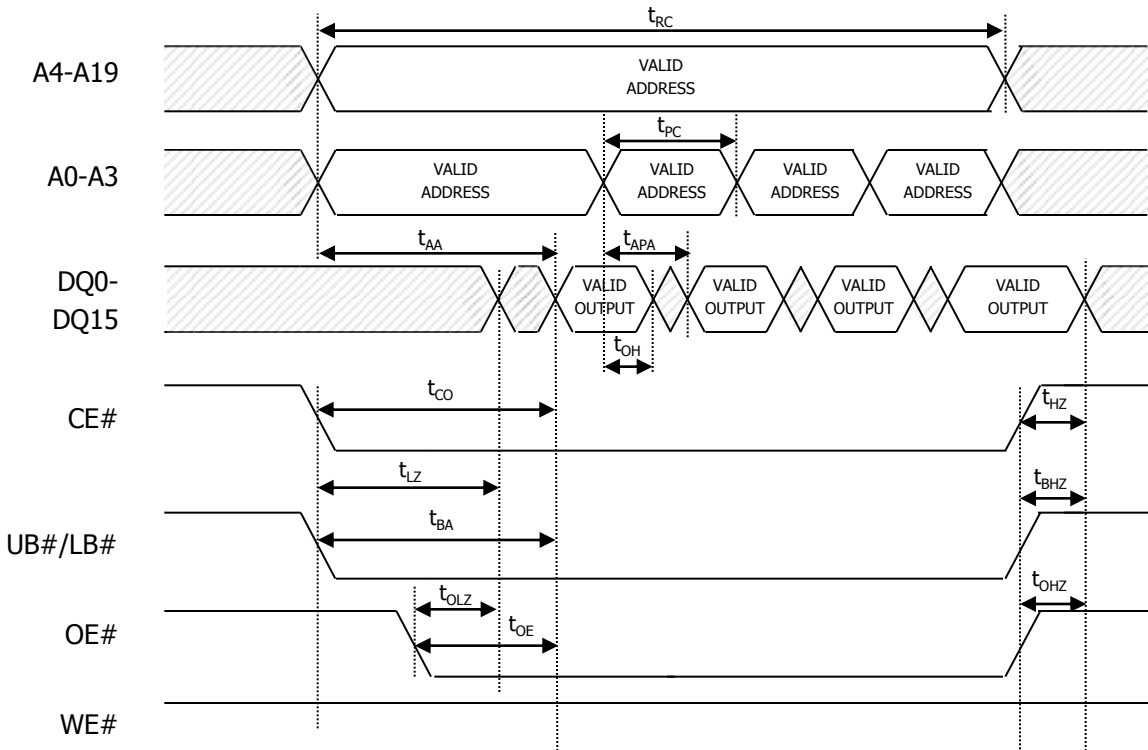 tRC
A4-A19
VALID
ADDRESS
tPC
A0-A3
VALID
ADDRESS
VALID
ADDRESS
VALID
ADDRESS
VALID
ADDRESS
tAA
tAPA
DQ0-
DQ15
VALID
OUTPUT
VALID
OUTPUT
VALID
OUTPUT
VALID
OUTPUT
tOH
CE#
tCO
tHZ
tLZ
tBHZ
UB#/LB#
tBA
tOLZ
tOHZ
OE#
tOE
WE#